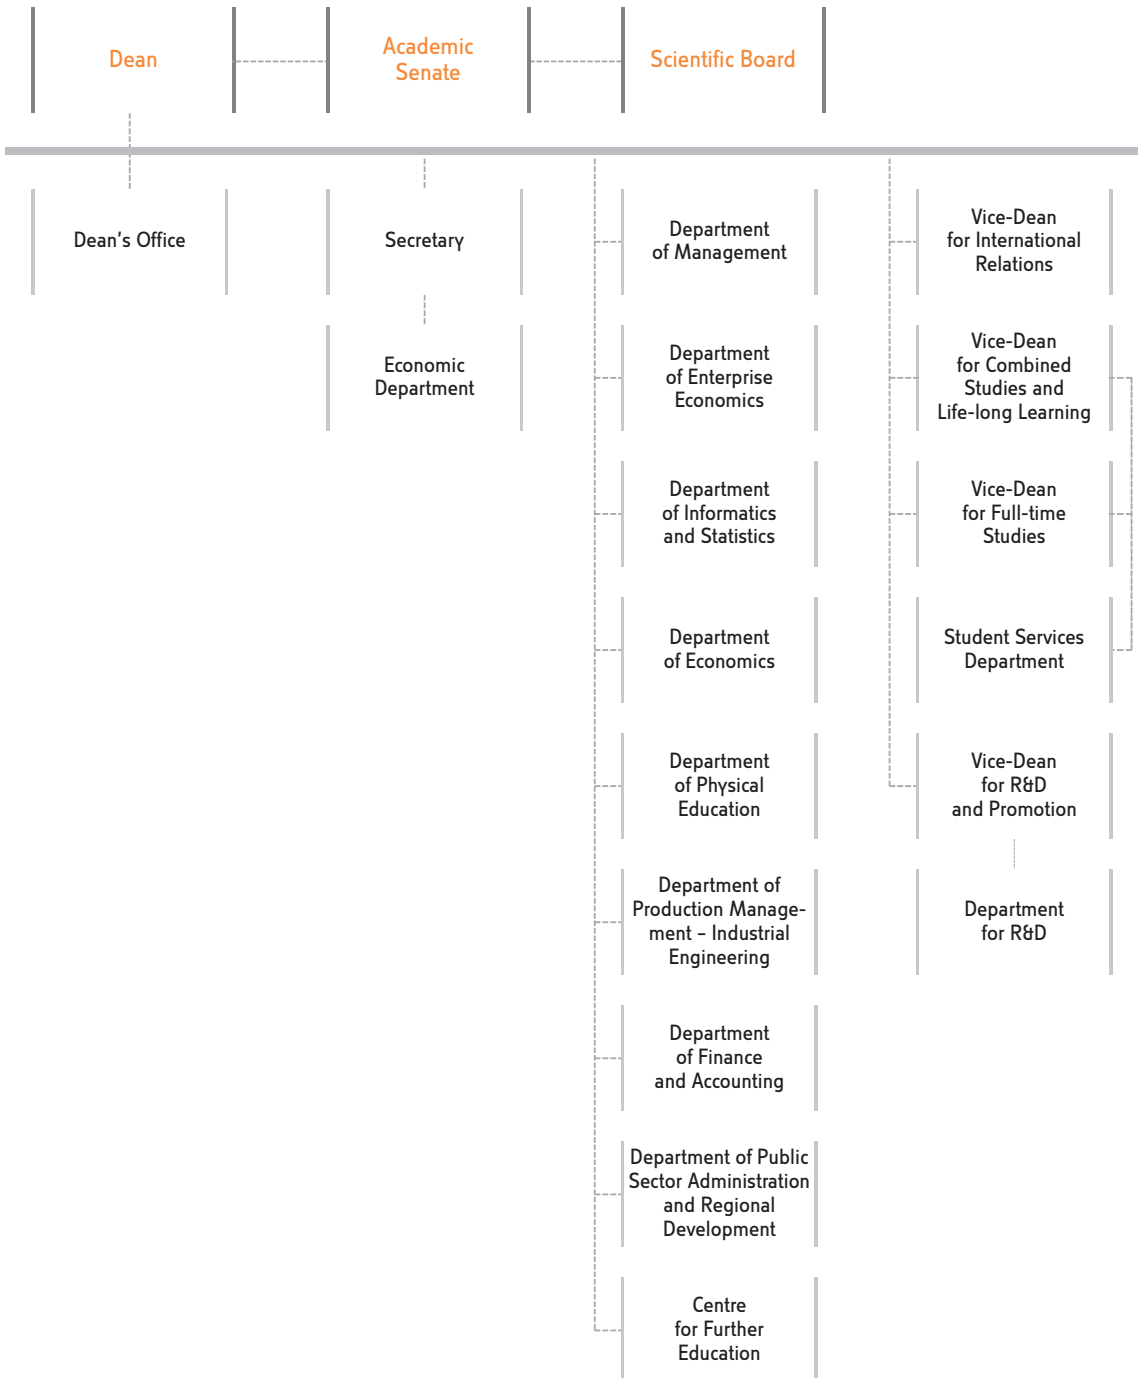 Dean
Academic
Senate
Scientific Board
Dean's Office
Secretary
Economic
Department
Department
of Management
Department
of Enterprise
Economics
Department
of Informatics
and Statistics
Department
of Economics
Department
of Physical
Education
Department of
Production Manage-
ment – Industrial
Engineering
Department
of Finance
and Accounting
Department of Public
Sector Administration
and Regional
Development
Centre
for Further
Education
Vice-Dean
for International
Relations
Vice-Dean
for Combined
Studies and
Life-long Learning
Vice-Dean
for Full-time
Studies
Student Services
Department
Vice-Dean
for R&D
and Promotion
Department
for R&D